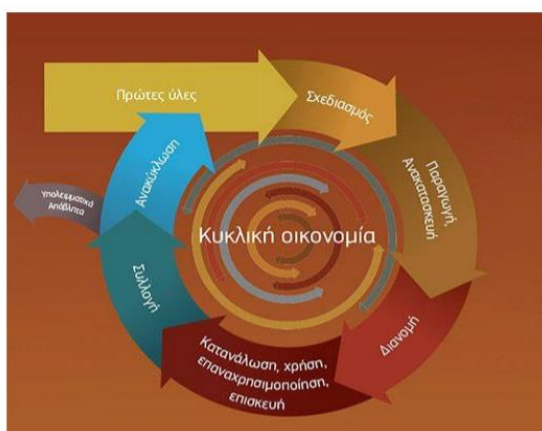 Πρώτες ύλες
Σχεδιασμός
Παραγωγή,
Ανακατασκευή
Διανομή
Κατανάλωση, χρήση,
επαναχρησιμοποίηση,
επισκευή
Συλλογή
Ανακύκλωση
Υπολειμματικά
Απόβλητα
Κυκλική οικονομία